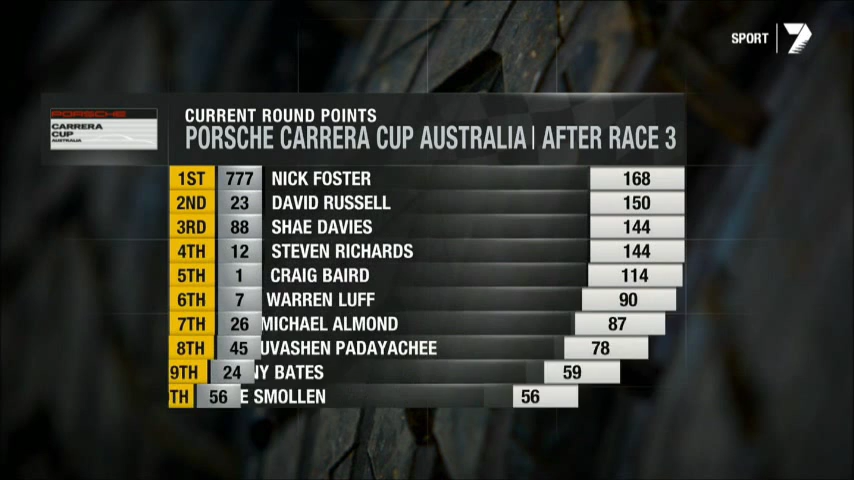 SPORT 7
PORSCHE
CARRERA
CUP
AUSTRALIA
CURRENT ROUND POINTS
PORSCHE CARRERA CUP AUSTRALIA | AFTER RACE 3
1ST 777 NICK FOSTER 168
2ND 23 DAVID RUSSELL 150
3RD 88 SHAE DAVIES 144
4TH 12 STEVEN RICHARDS 144
5TH 1 CRAIG BAIRD 114
6TH 7 WARREN LUFF 90
7TH 26 MICHAEL ALMOND 87
8TH 45 UVASHEN PADAYACHEE 78
9TH 24 NY BATES 59
TH 56 E SMOLLEN 56